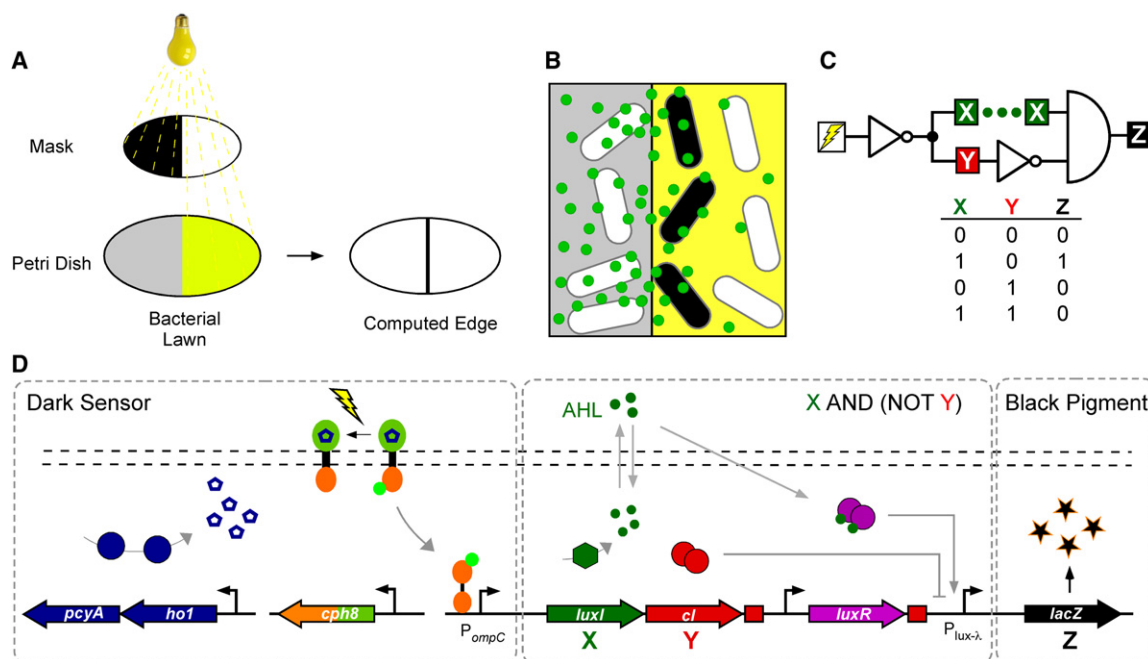 A
Mask
Petri Dish
Bacterial
Lawn
Computed Edge
B
C
X X
Y
Z
X Y Z
0 0 0
1 0 1
0 1 0
1 1 0
D
Dark Sensor
pcyA
ho1
cph8
PompC
AHL
X AND (NOT Y)
luxI
cI
luxR
X
Y
Plux-λ
Black Pigment
lacZ
Z